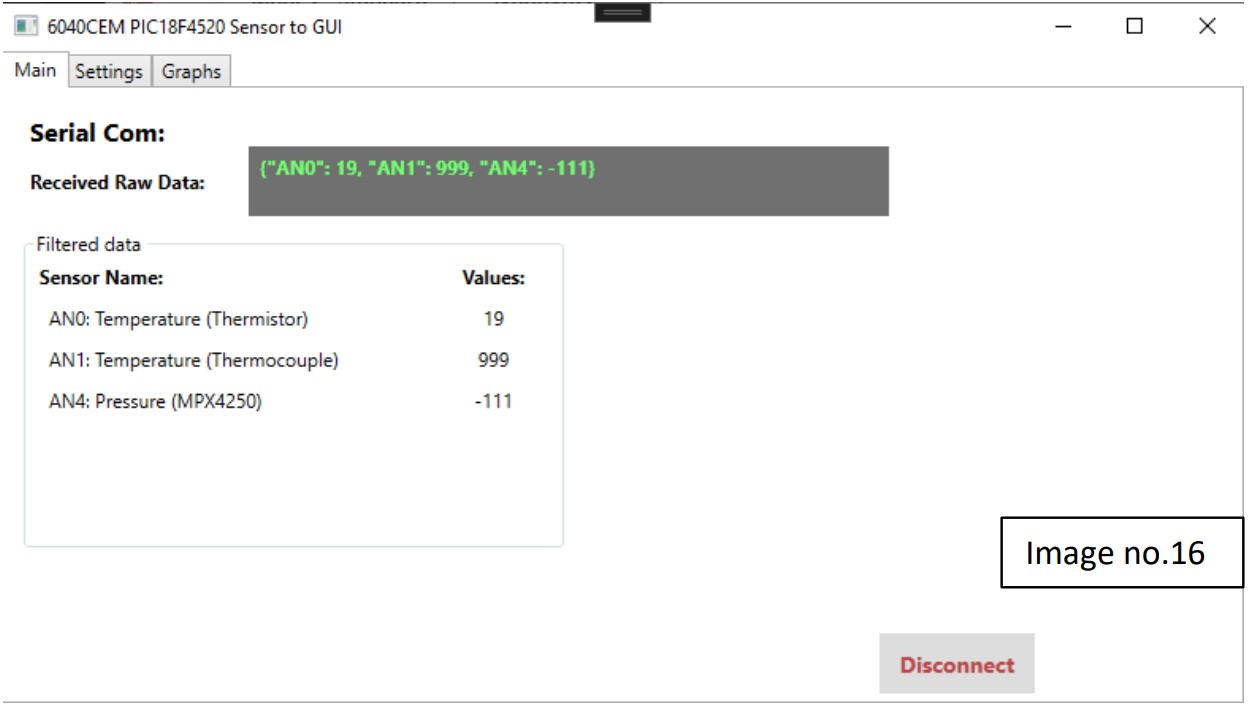 6040CEM PIC18F4520 Sensor to GUI
Main Settings Graphs
Serial Com:
Received Raw Data: {"AN0": 19, "AN1": 999, "AN4": -111}
Filtered data
Sensor Name: Values:
AN0: Temperature (Thermistor) 19
AN1: Temperature (Thermocouple) 999
AN4: Pressure (MPX4250) -111
Image no.16
Disconnect